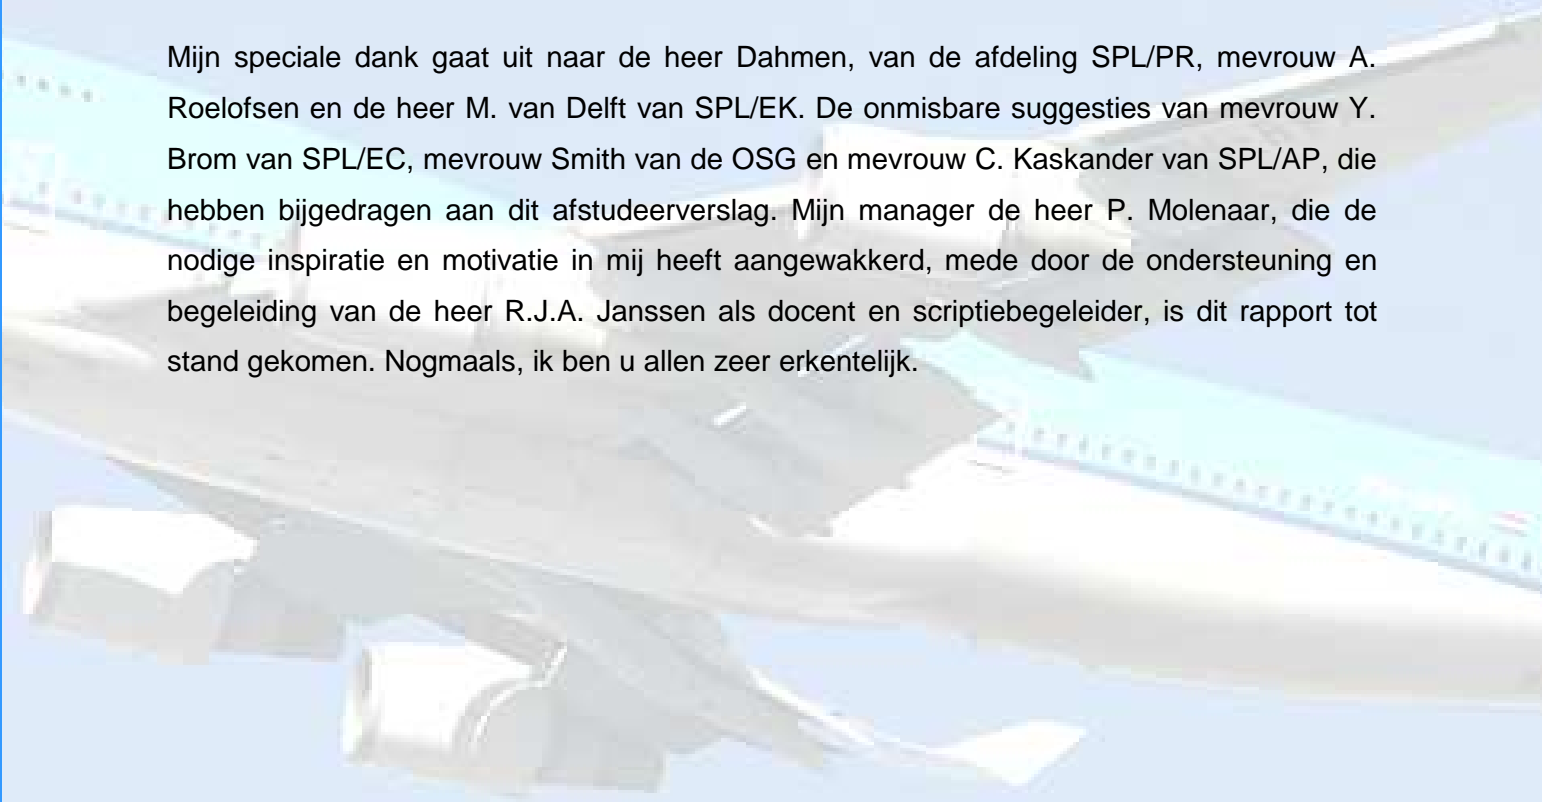 Mijn speciale dank gaat uit naar de heer Dahmen, van de afdeling SPL/PR, mevrouw A.
Roelofsen en de heer M. van Delft van SPL/EK. De onmisbare suggesties van mevrouw Y.
Brom van SPL/EC, mevrouw Smith van de OSG en mevrouw C. Kaskander van SPL/AP, die
hebben bijgedragen aan dit afstudeerverslag. Mijn manager de heer P. Molenaar, die de
nodige inspiratie en motivatie in mij heeft aangewakkerd, mede door de ondersteuning en
begeleiding van de heer R.J.A. Janssen als docent en scriptiebegeleider, is dit rapport tot
stand gekomen. Nogmaals, ik ben u allen zeer erkentelijk.